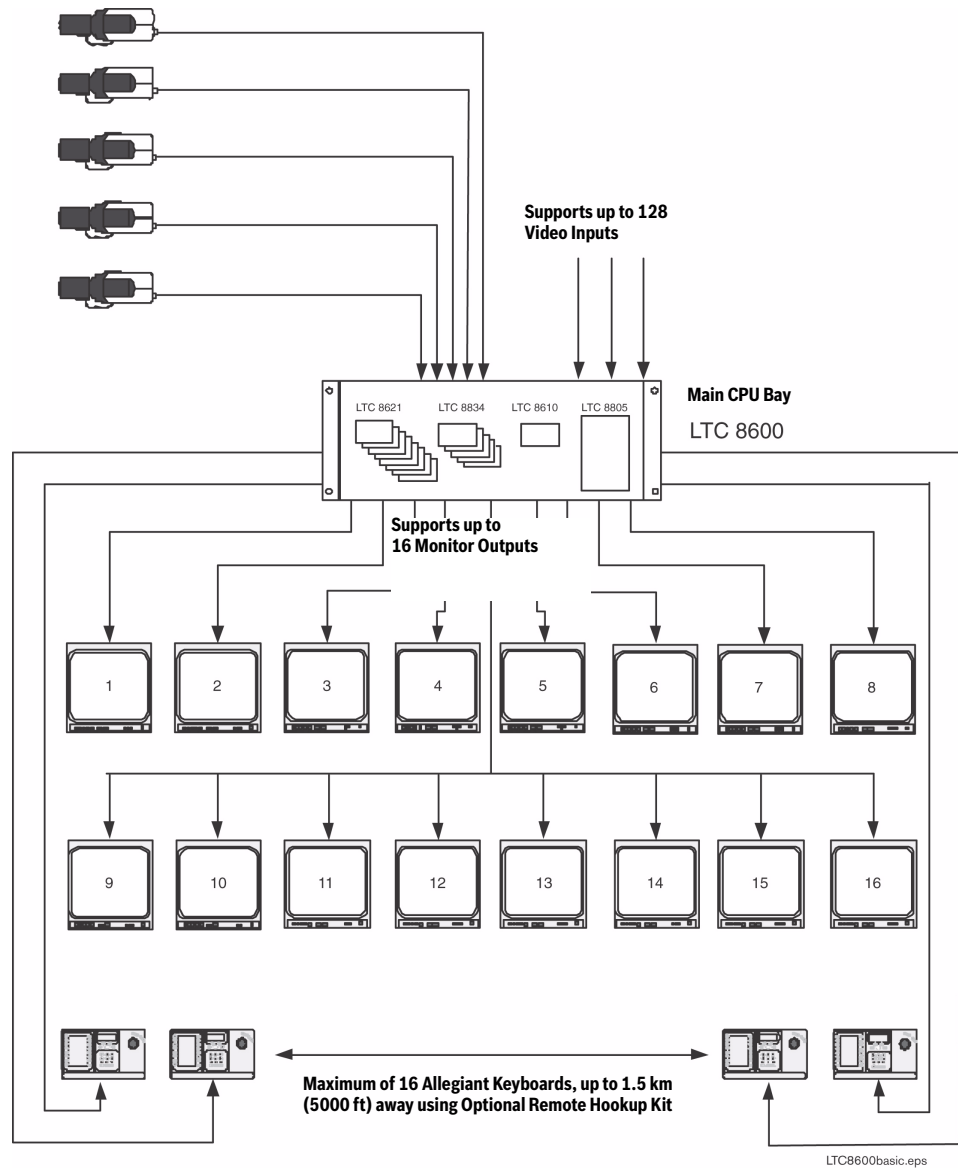 Supports up to 128
Video Inputs
LTC 8621
LTC 8834
LTC 8610
LTC 8805
Main CPU Bay
LTC 8600
Supports up to
16 Monitor Outputs
1
2
3
4
5
6
7
8
9
10
11
12
13
14
15
16
Maximum of 16 Allegiant Keyboards, up to 1.5 km
(5000 ft) away using Optional Remote Hookup Kit
LTC8600basic.eps